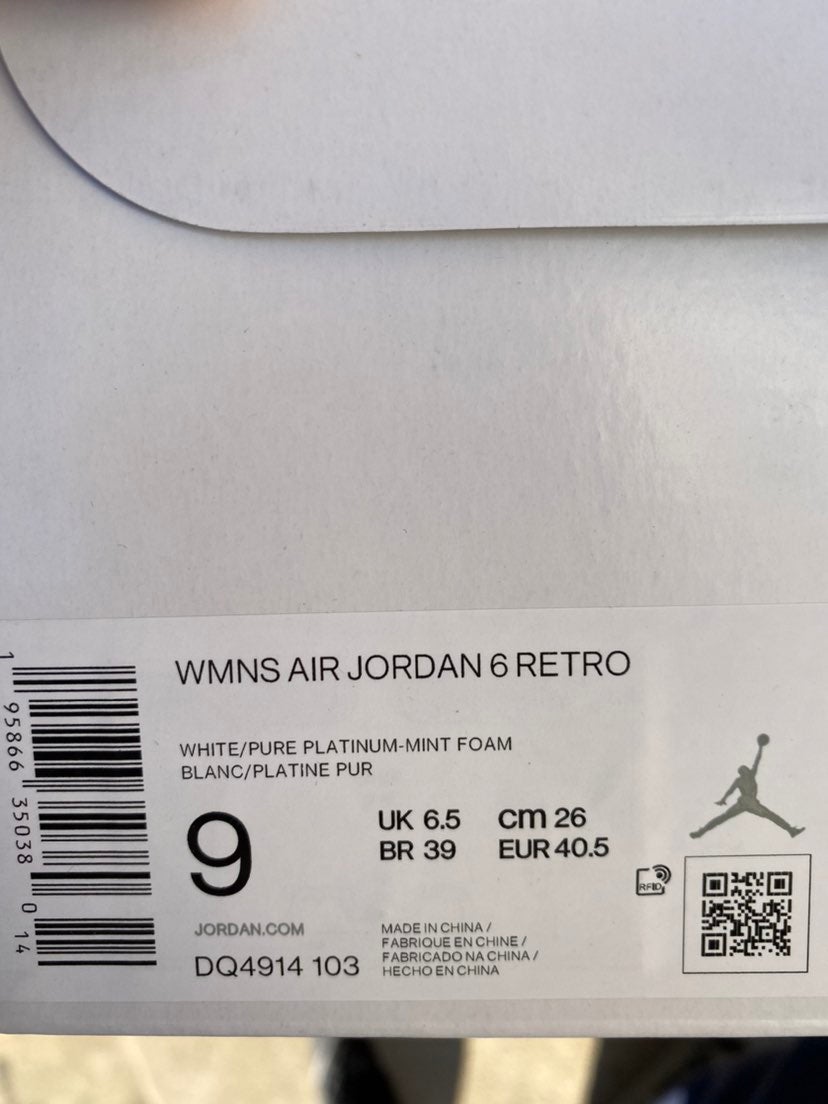 WMNS AIR JORDAN 6 RETRO
WHITE/PURE PLATINUM-MINT FOAM
BLANC/PLATINE PUR
9
UK 6.5 cm 26
BR 39 EUR 40.5
RFID
JORDAN.COM
DQ4914 103
MADE IN CHINA /
FABRIQUE EN CHINE /
FABRICADO NA CHINA /
HECHO EN CHINA
1 95866 35038 0 14